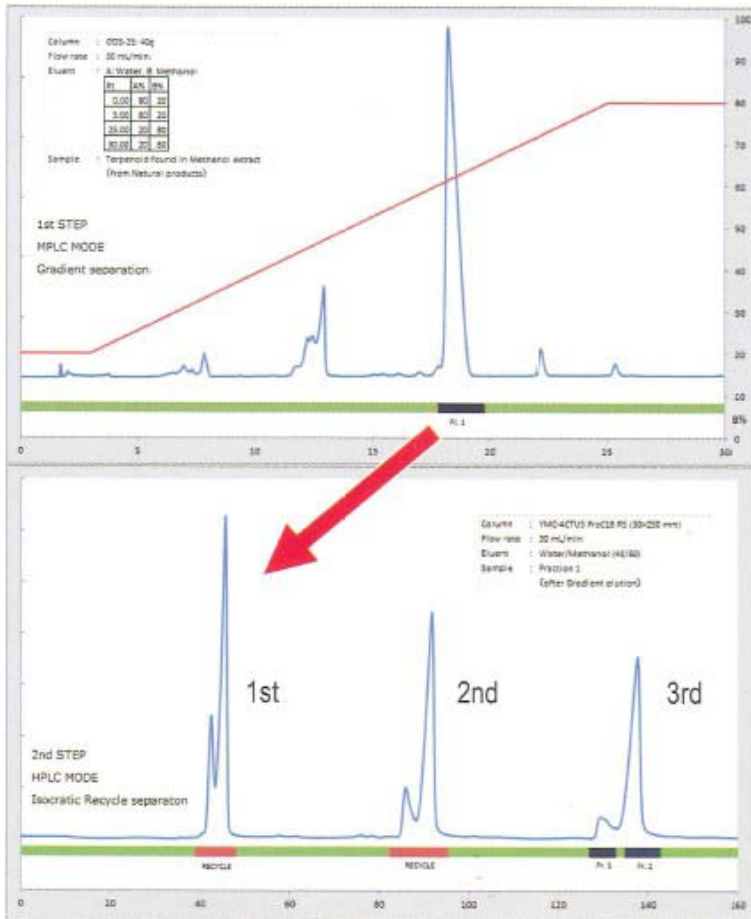 Column : ODS-25: 40g
Flow rate : 30 mL/min.
Eluent : A: Water, B: Methanol
Rt A% B%
0.00 80 20
3.00 80 20
25.00 20 80
30.00 20 80
Sample : Terpenoid found in Methanol extract
(from Natural products)
1st STEP
MPLC MODE
Gradient separation
100
90
80
70
60
50
40
30
20
10
B%
0
Fr. 1
0 5 10 15 20 25 30
Column : YMC-ACTUS ProC18 RS (30×250 mm)
Flow rate : 30 mL/min
Eluent : Water/Methanol (40/60)
Sample : Fraction 1
(after Gradient elution)
1st
2nd
3rd
2nd STEP
HPLC MODE
Isocratic Recycle separaton
RECYCLE RECYCLE Fr. 2
0 20 40 60 80 100 120 140 160